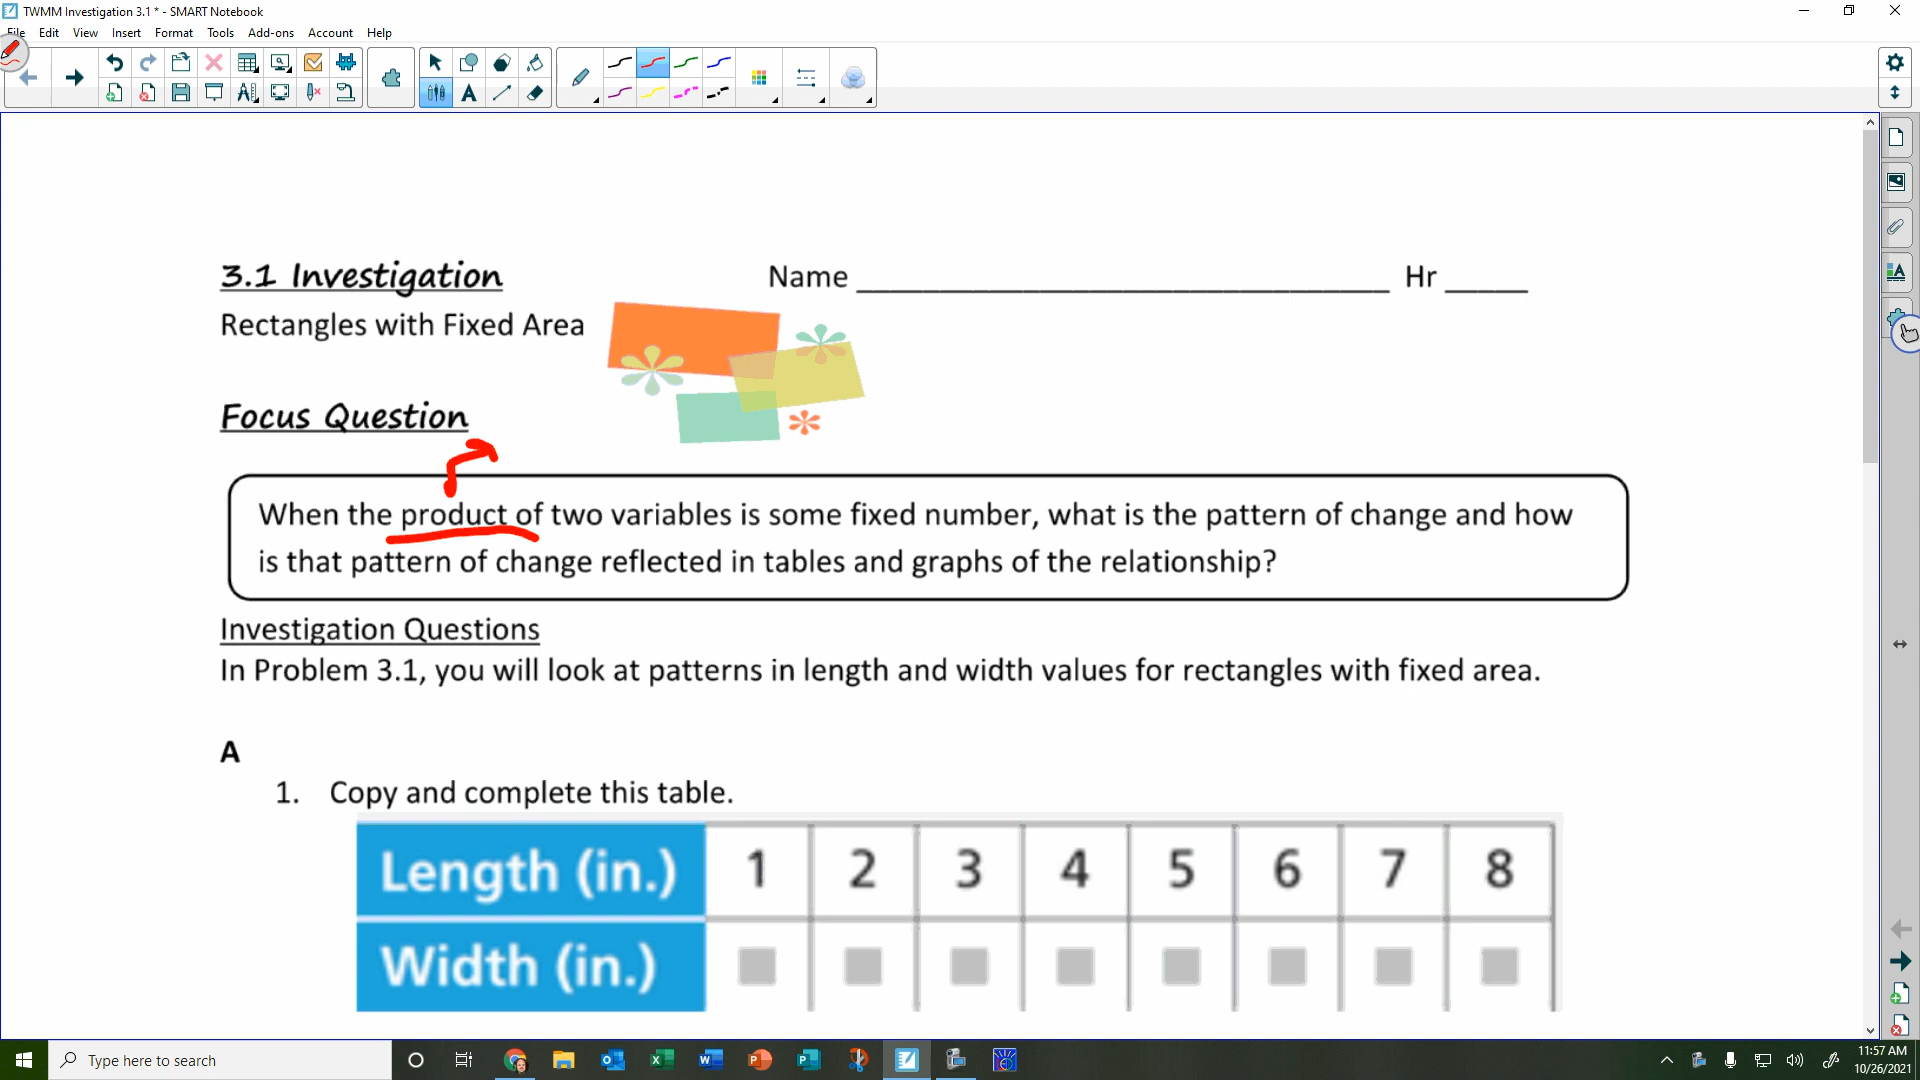 TWMM Investigation 3.1 * - SMART Notebook
File Edit View Insert Format Tools Add-ons Account Help
3.1 Investigation
Name ________________________________ Hr _____
Rectangles with Fixed Area
Focus Question
When the product of two variables is some fixed number, what is the pattern of change and how
is that pattern of change reflected in tables and graphs of the relationship?
Investigation Questions
In Problem 3.1, you will look at patterns in length and width values for rectangles with fixed area.
A
1. Copy and complete this table.
Length (in.) 1 2 3 4 5 6 7 8
Width (in.)
Type here to search
11:57 AM
10/26/2021